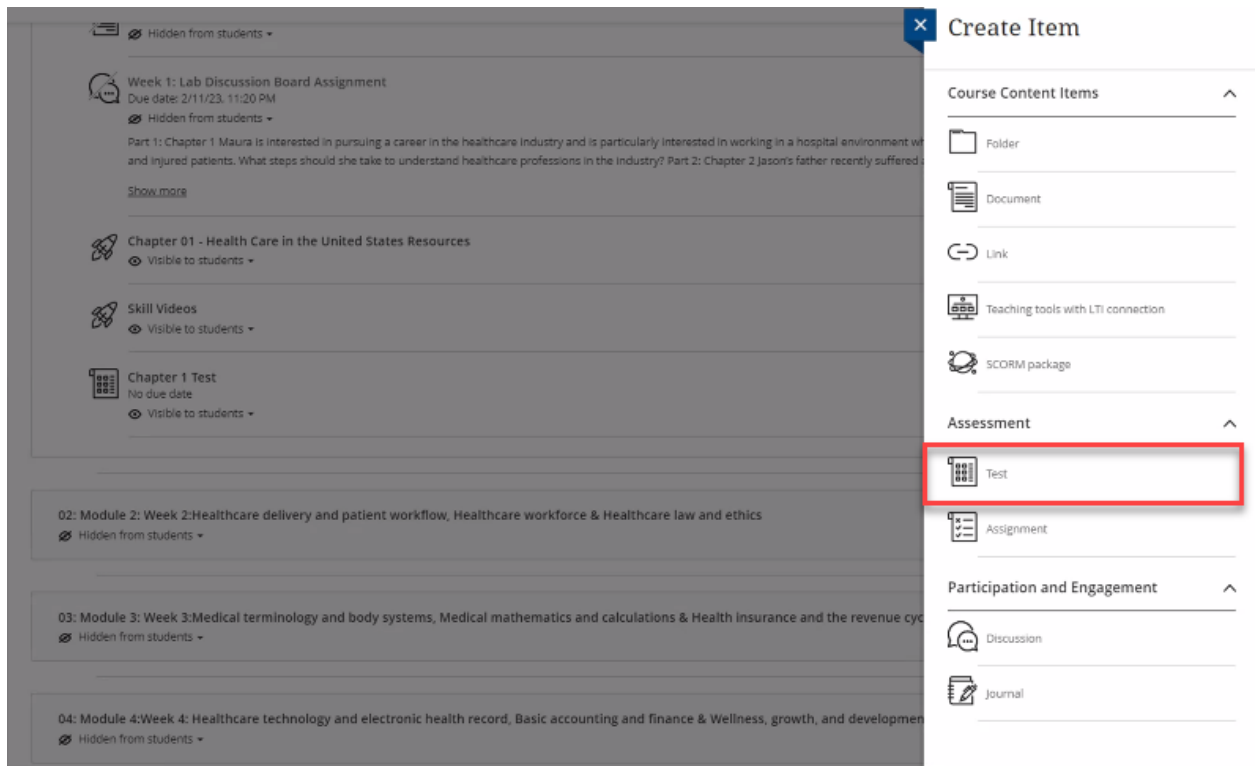 Hidden from students
Week 1: Lab Discussion Board Assignment
Due date: 2/11/23, 11:20 PM
Hidden from students
Part 1: Chapter 1 Maura is interested in pursuing a career in the healthcare industry and is particularly interested in working in a hospital environment
and injured patients. What steps should she take to understand healthcare professions in the industry? Part 2: Chapter 2 Jason's father recently suffered
Show more
Chapter 01 - Health Care in the United States Resources
Visible to students
Skill Videos
Visible to students
Chapter 1 Test
No due date
Visible to students
02: Module 2: Week 2:Healthcare delivery and patient workflow, Healthcare workforce & Healthcare law and ethics
Hidden from students
03: Module 3: Week 3:Medical terminology and body systems, Medical mathematics and calculations & Health insurance and the revenue cyc
Hidden from students
04: Module 4:Week 4: Healthcare technology and electronic health record, Basic accounting and finance & Wellness, growth, and developmen
Hidden from students
Create Item
Course Content Items
Folder
Document
Link
Teaching tools with LTI connection
SCORM package
Assessment
Test
Assignment
Participation and Engagement
Discussion
Journal